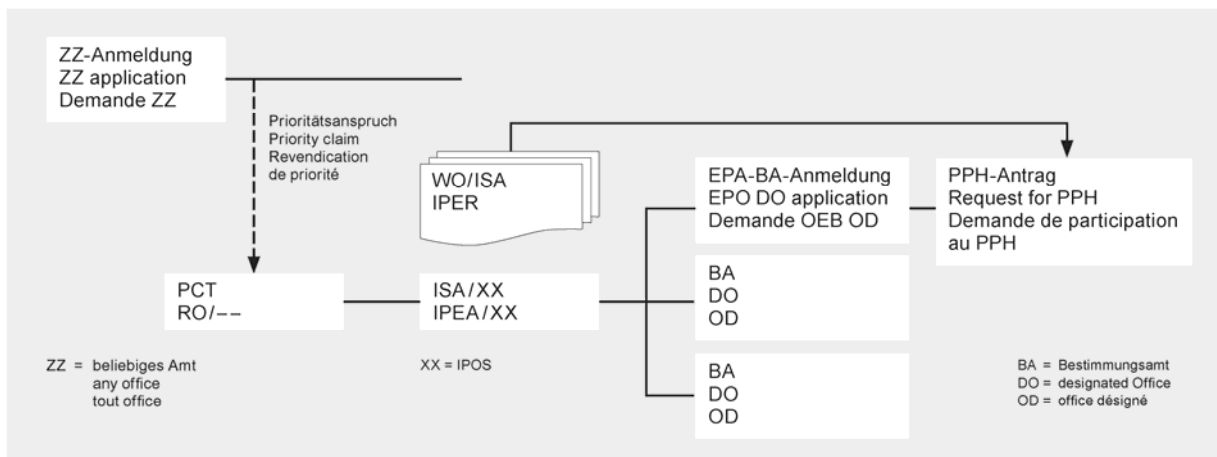 ZZ-Anmeldung
ZZ application
Demande ZZ
Prioritätsanspruch
Priority claim
Revendication
de priorité
WO/ISA
IPER
EPA-BA-Anmeldung
EPO DO application
Demande OEB OD
PPH-Antrag
Request for PPH
Demande de participation
au PPH
PCT
RO/--
ISA/XX
IPEA/XX
BA
DO
OD
BA
DO
OD
ZZ = beliebiges Amt
any office
tout office
XX = IPOS
BA = Bestimmungsamt
DO = designated Office
OD = office désigné